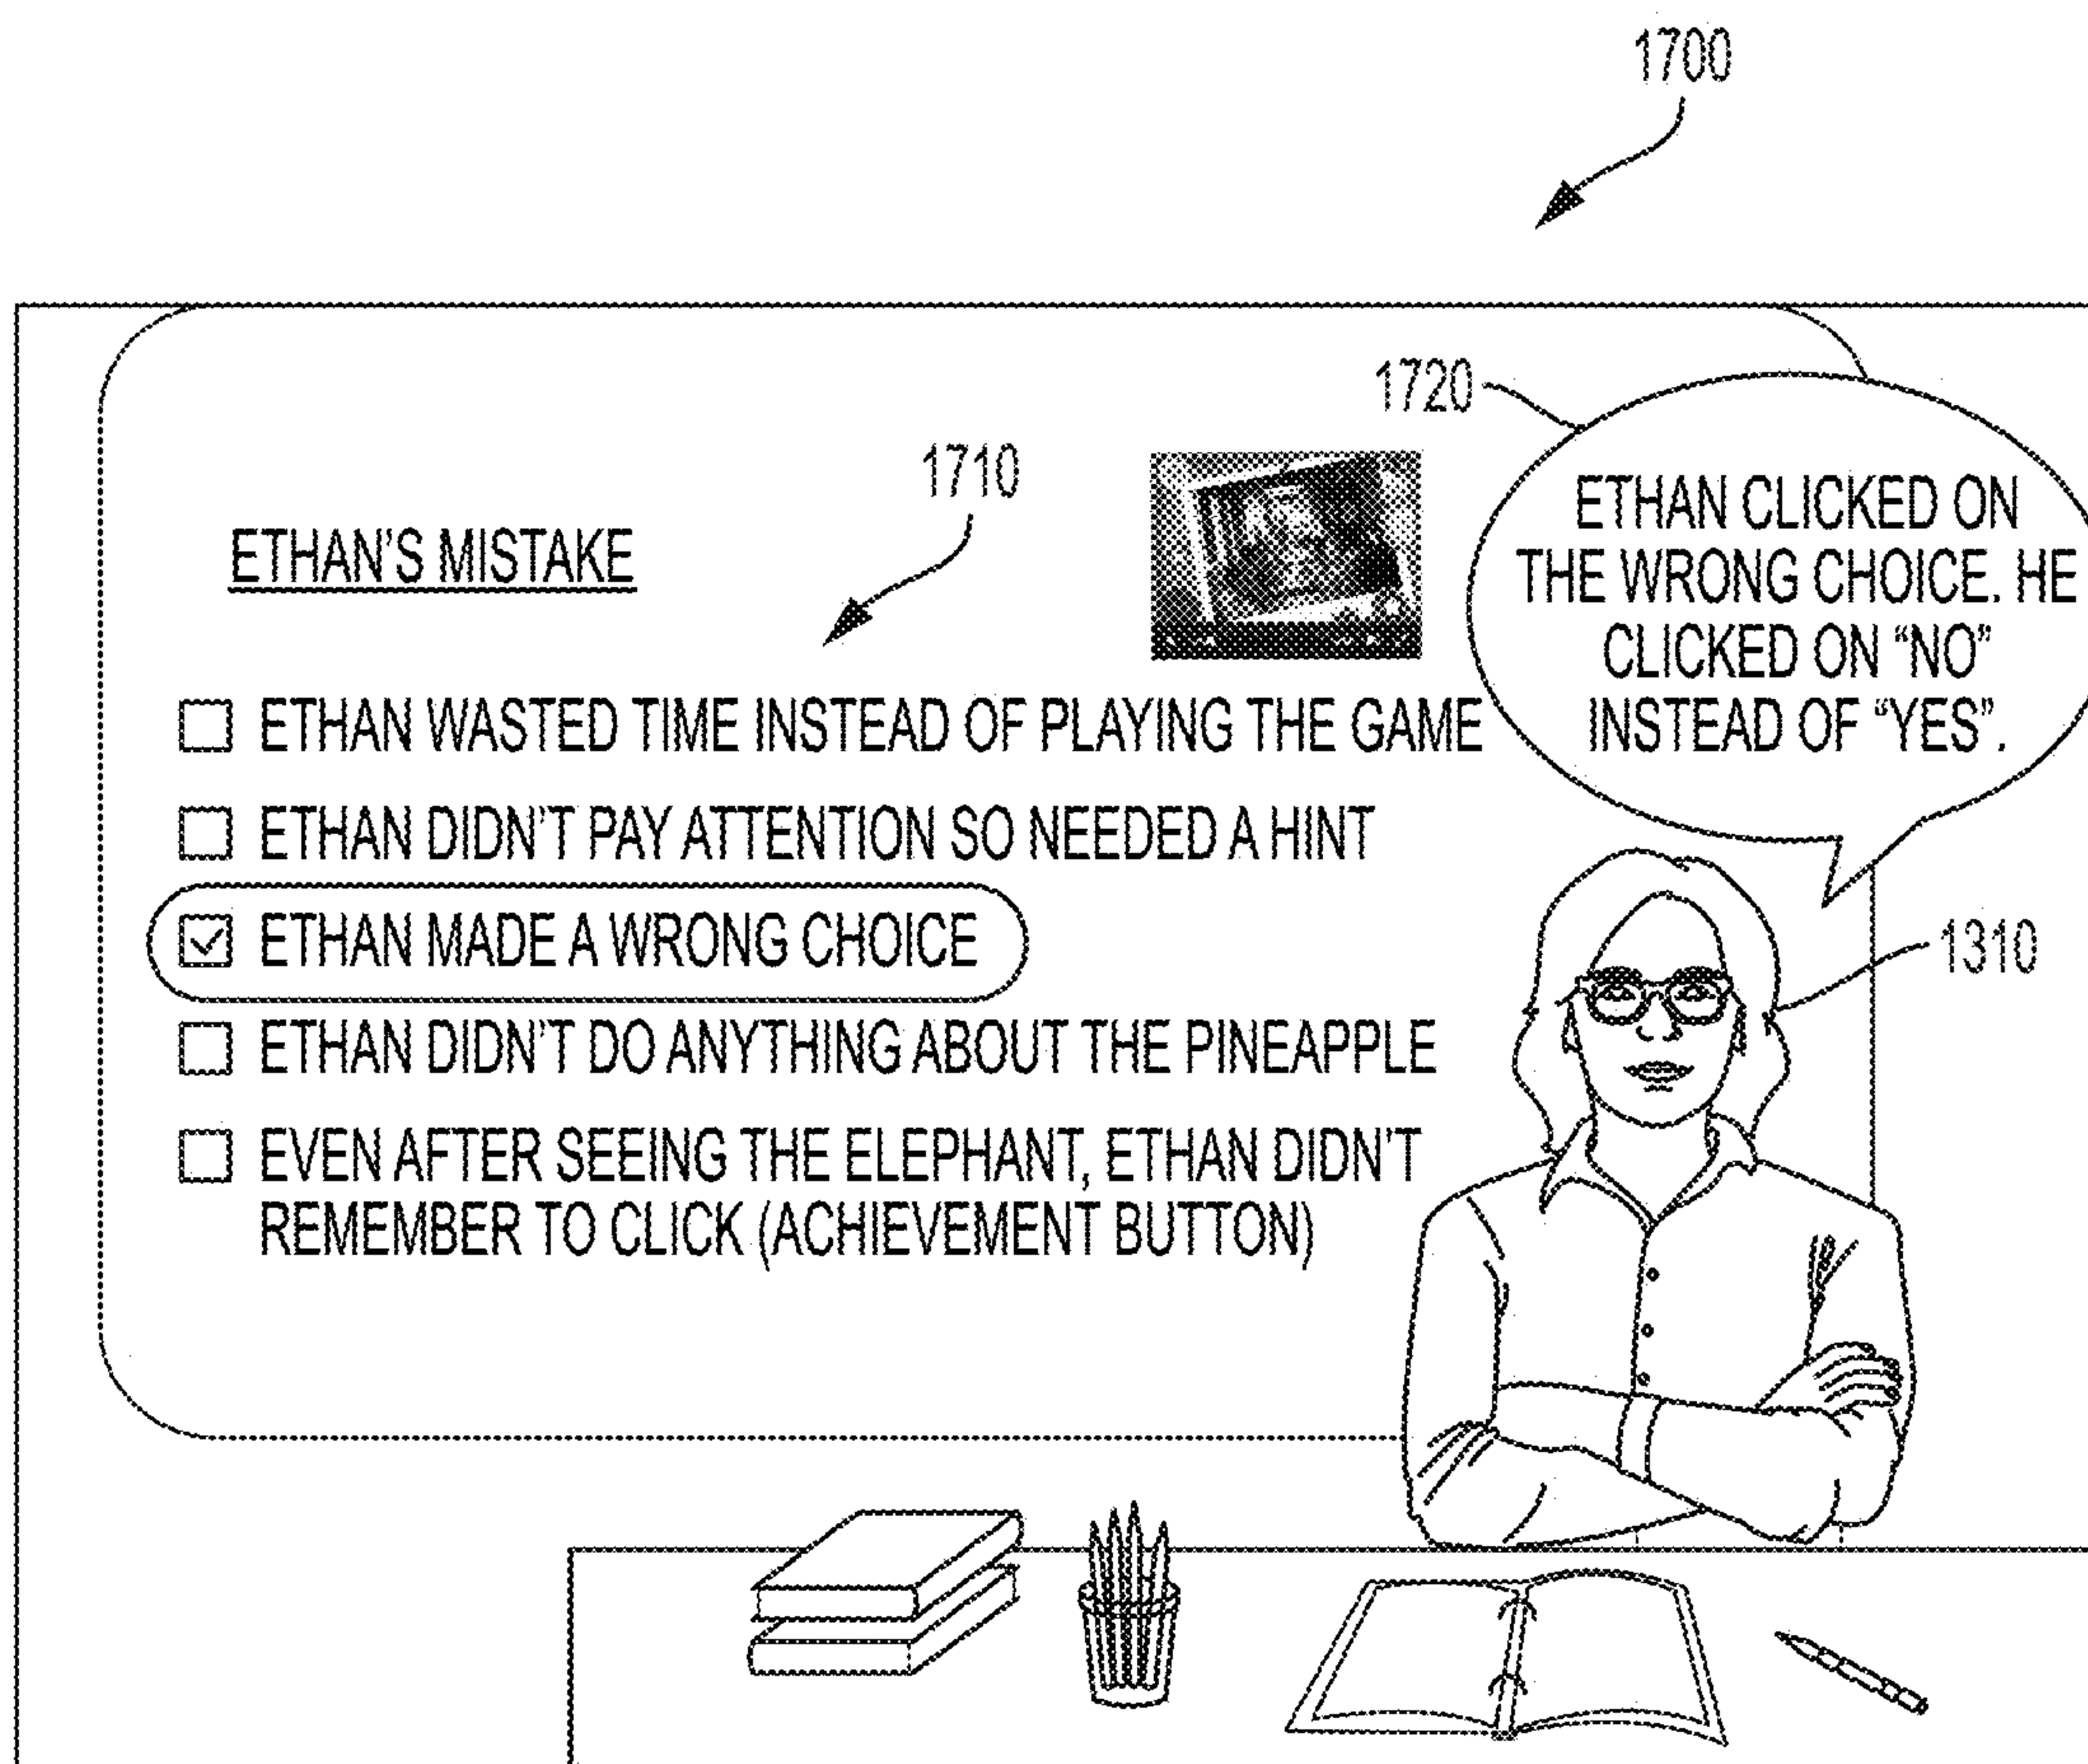 1700
1720
1710
ETHAN'S MISTAKE
ETHAN CLICKED ON
THE WRONG CHOICE. HE
CLICKED ON “NO”
INSTEAD OF “YES”.
ETHAN WASTED TIME INSTEAD OF PLAYING THE GAME
ETHAN DIDN'T PAY ATTENTION SO NEEDED A HINT
ETHAN MADE A WRONG CHOICE
1310
ETHAN DIDN'T DO ANYTHING ABOUT THE PINEAPPLE
EVEN AFTER SEEING THE ELEPHANT, ETHAN DIDN'T
REMEMBER TO CLICK (ACHIEVEMENT BUTTON)